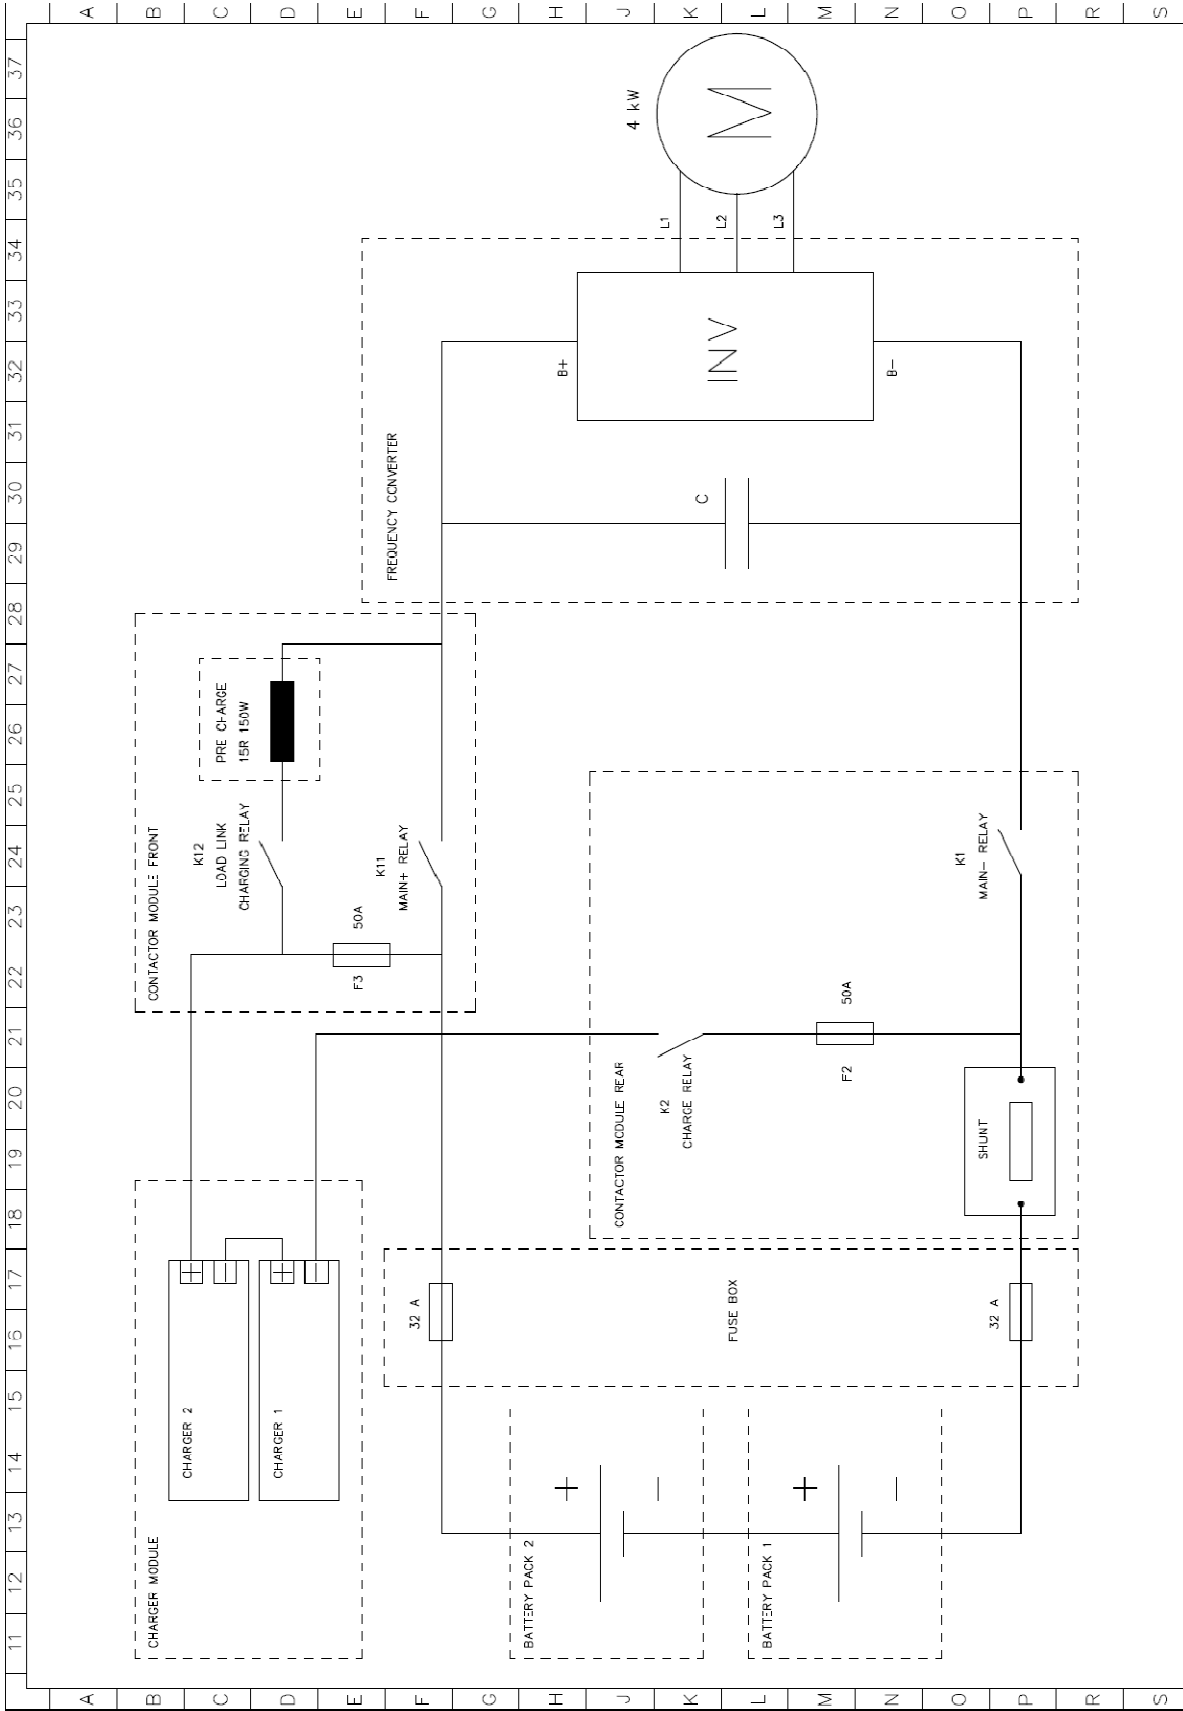 A B C D E F G H J K L M N O P R S
37
36
35
34
33
32
31
30
29
28
27
26
25
24
23
22
21
20
19
18
17
16
15
14
13
12
11
M
4 kW
L1
L2
L3
INV
B+
B-
FREQUENCY CONVERTER
C
CONTACTOR MODULE FRONT
PRE CHARGE
15R 150W
K12
LOAD LINK
CHARGING RELAY
K11
MAIN+ RELAY
50A
F3
CONTACTOR MODULE REAR
K1
MAIN- RELAY
50A
F2
K2
CHARGE RELAY
SHUNT
CHARGER MODULE
CHARGER 2
+
-
CHARGER 1
+
-
FUSE BOX
32 A
32 A
BATTERY PACK 2
+
-
BATTERY PACK 1
+
-
A B C D E F G H J K L M N O P R S